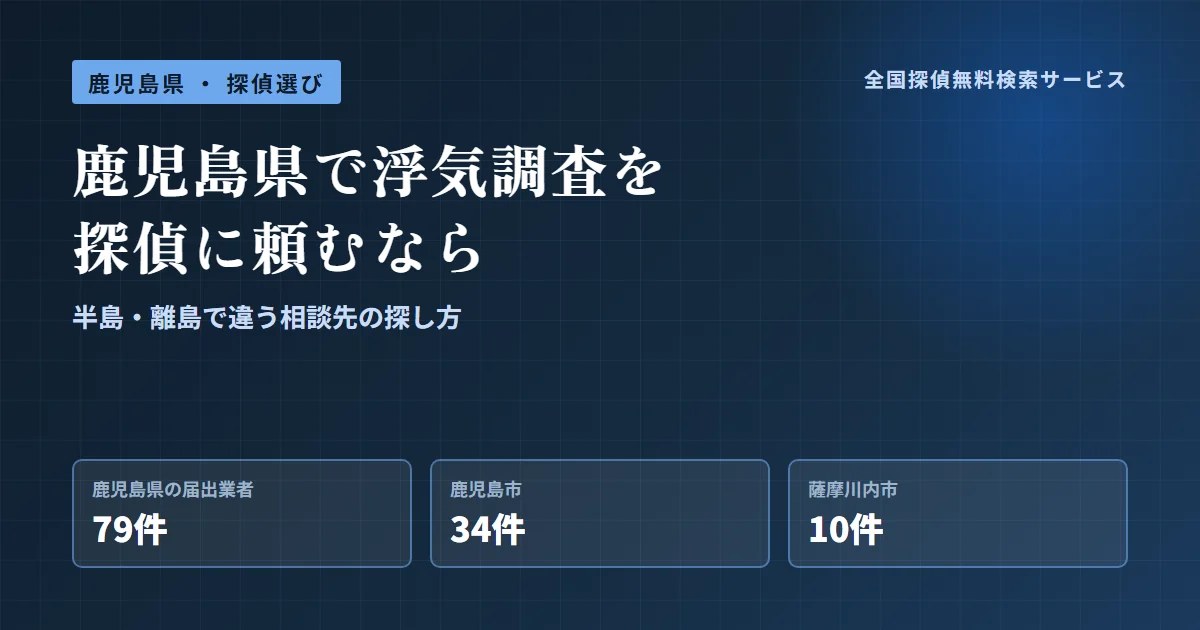 鹿児島県 ・ 探偵選び
全国探偵無料検索サービス
鹿児島県で浮気調査を
探偵に頼むなら
半島・離島で違う相談先の探し方
鹿児島県の届出業者
79件
鹿児島市
34件
薩摩川内市
10件